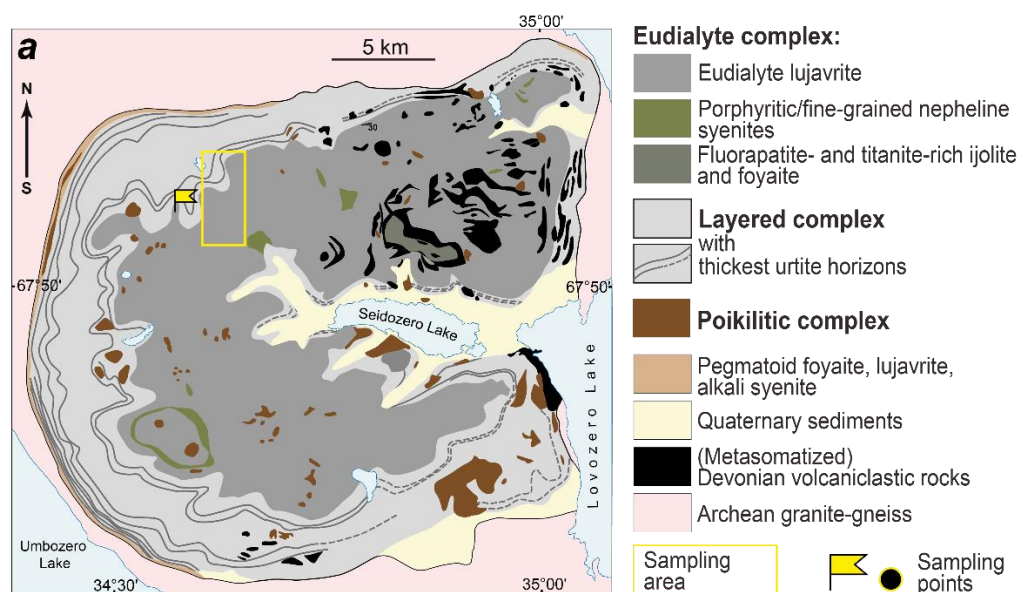 a
N
S
5 km
35°00'
30
67°50'
67°50'
Seidozero Lake
Lovozero Lake
Umbozero
Lake
34°30'
35°00'
Eudialyte complex:
Eudialyte lujavrite
Porphyritic/fine-grained nepheline
syenites
Fluorapatite- and titanite-rich ijolite
and foyaite
Layered complex
with
thickest urtite horizons
Poikilitic complex
Pegmatoid foyaite, lujavrite,
alkali syenite
Quaternary sediments
(Metasomatized)
Devonian volcaniclastic rocks
Archean granite-gneiss
Sampling
area
Sampling
points